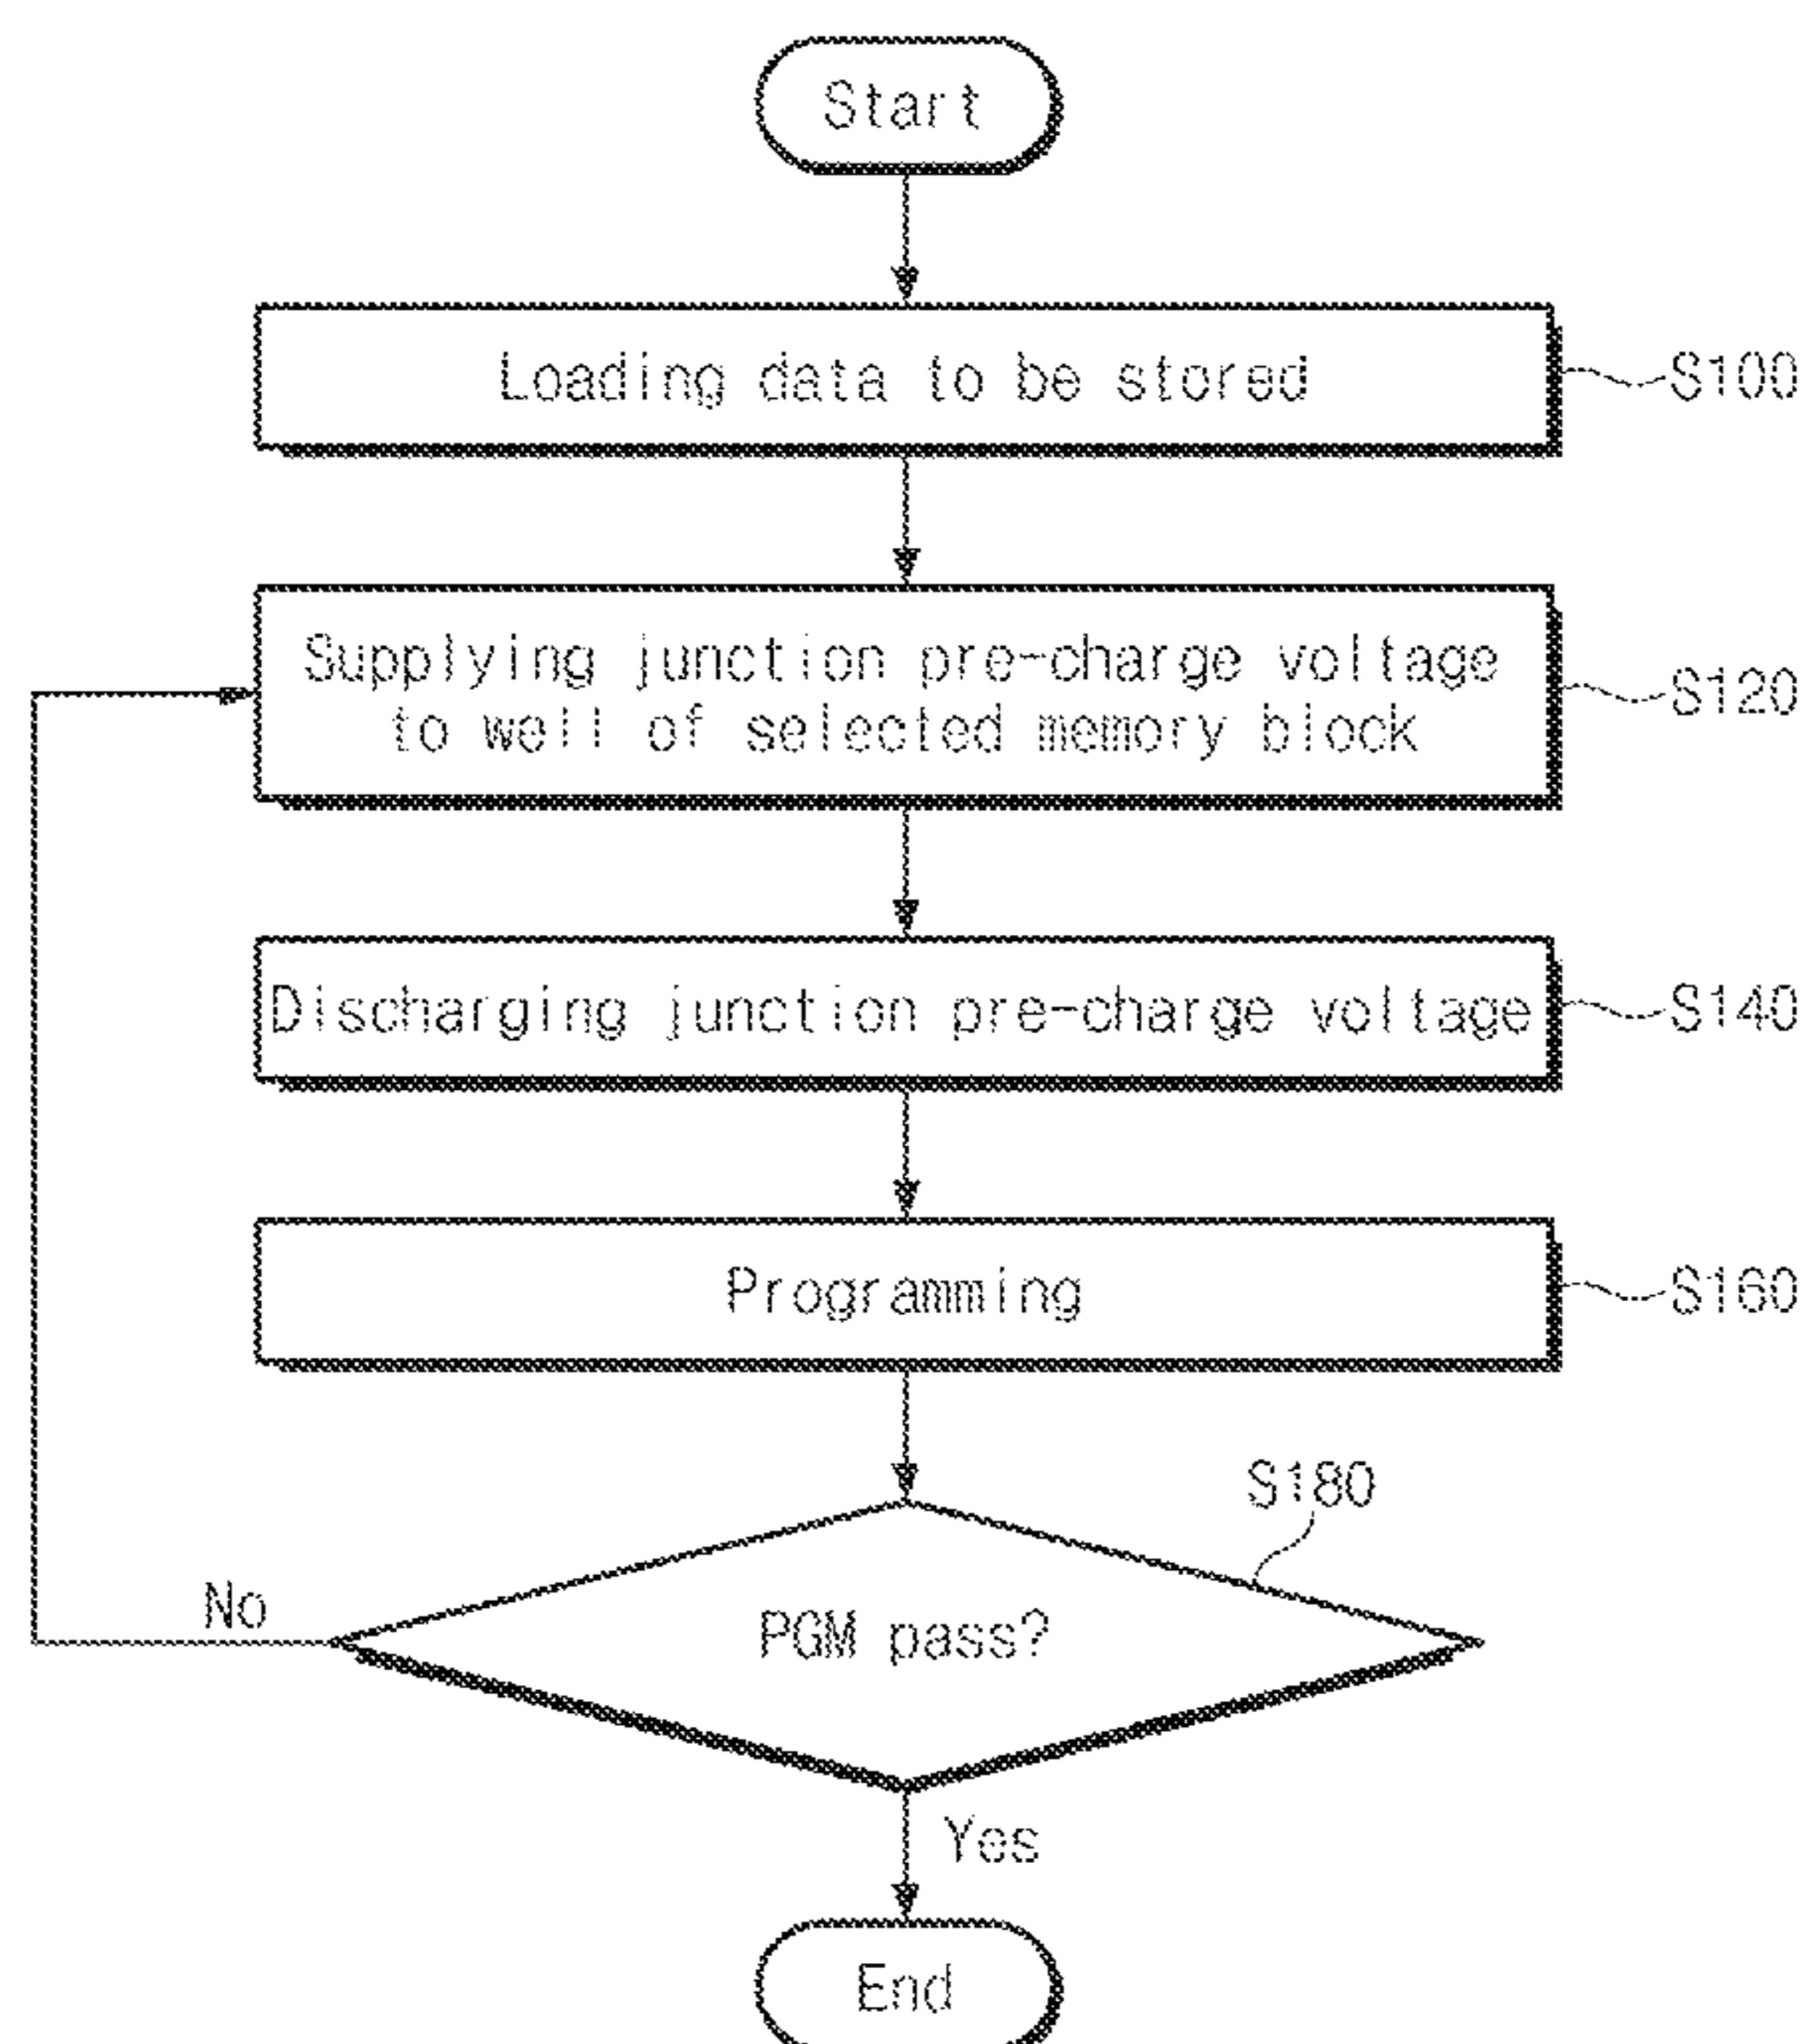 Start
Loading data to be stored
S100
Supplying junction pre-charge voltage
to well of selected memory block
S120
Discharging junction pre-charge voltage
S140
Programming
S160
S180
No
PGM pass?
Yes
End